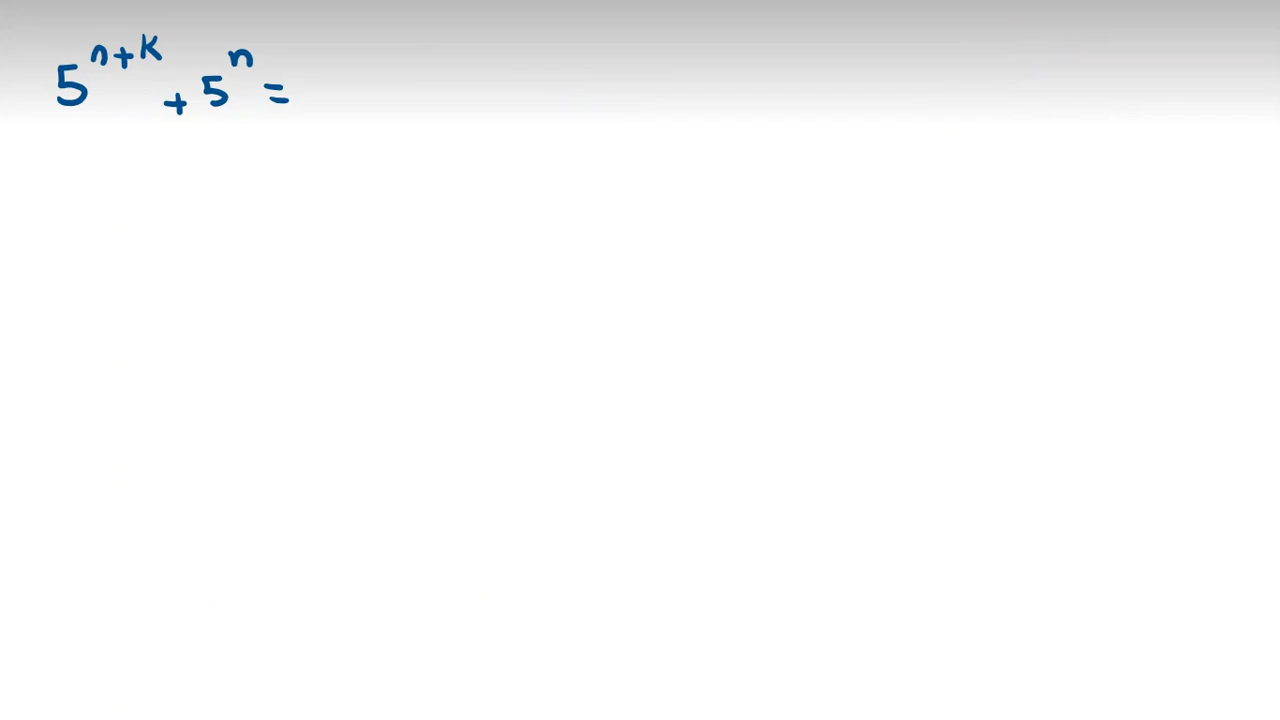 5^{n+k} + 5^{n} =